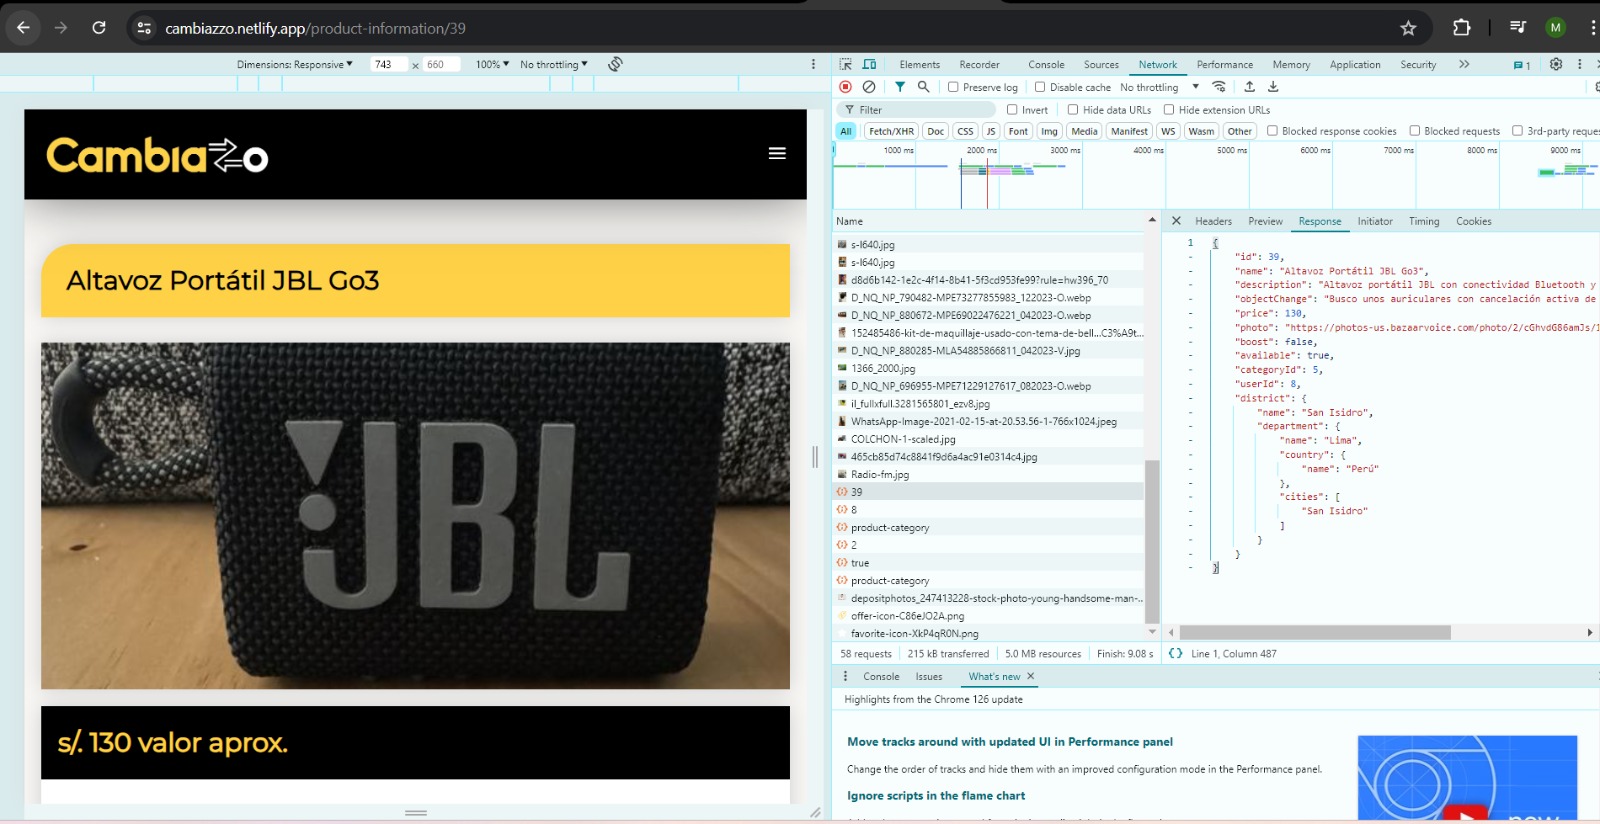 cambiazzo.netlify.app/product-information/39
M
Dimensions: Responsive 743 × 660 100% No throttling
Elements Recorder Console Sources Network Performance Memory Application Security 1
Preserve log Disable cache No throttling
Filter Invert Hide data URLs Hide extension URLs
All Fetch/XHR Doc CSS JS Font Img Media Manifest WS Wasm Other Blocked response cookies Blocked requests 3rd-party reque
1000 ms 2000 ms 3000 ms 4000 ms 5000 ms 6000 ms 7000 ms 8000 ms 9000 ms
Cambiazzo
Altavoz Portátil JBL Go3
JBL
s/. 130 valor aprox.
Name
s-l640.jpg
s-l640.jpg
d8d6b142-1e2c-4f14-8b41-5f3cd953fe99?rule=hw396_70
D_NQ_NP_790482-MPE73277855983_122023-O.webp
D_NQ_NP_880672-MPE69022476221_042023-O.webp
152485486-kit-de-maquillaje-usado-con-tema-de-bell...C3%A9t...
D_NQ_NP_880285-MLA54885866811_042023-V.jpg
1366_2000.jpg
D_NQ_NP_696955-MPE71229127617_082023-O.webp
il_fullxfull.3281565801_ezv8.jpg
WhatsApp-Image-2021-02-15-at-20.53.56-1-766x1024.jpeg
COLCHON-1-scaled.jpg
465cb85d74c8841f9d6a4ac91e0314c4.jpg
Radio-fm.jpg
39
8
product-category
2
true
product-category
depositphotos_247413228-stock-photo-young-handsome-man-...
offer-icon-C86eJO2A.png
favorite-icon-XkP4qR0N.png
58 requests 215 kB transferred 5.0 MB resources Finish: 9.08 s
Headers Preview Response Initiator Timing Cookies
1 {
"id": 39,
"name": "Altavoz Portátil JBL Go3",
"description": "Altavoz portátil JBL con conectividad Bluetooth y
"objectChange": "Busco unos auriculares con cancelación activa de
"price": 130,
"photo": "https://photos-us.bazaarvoice.com/photo/2/cGhvdG86amJs/1
"boost": false,
"available": true,
"categoryId": 5,
"userId": 8,
"district": {
"name": "San Isidro",
"department": {
"name": "Lima",
"country": {
"name": "Perú"
},
"cities": [
"San Isidro"
]
}
}
}
{} Line 1, Column 487
Console Issues What's new
Highlights from the Chrome 126 update
Move tracks around with updated UI in Performance panel
Change the order of tracks and hide them with an improved configuration mode in the Performance panel.
Ignore scripts in the flame chart
new